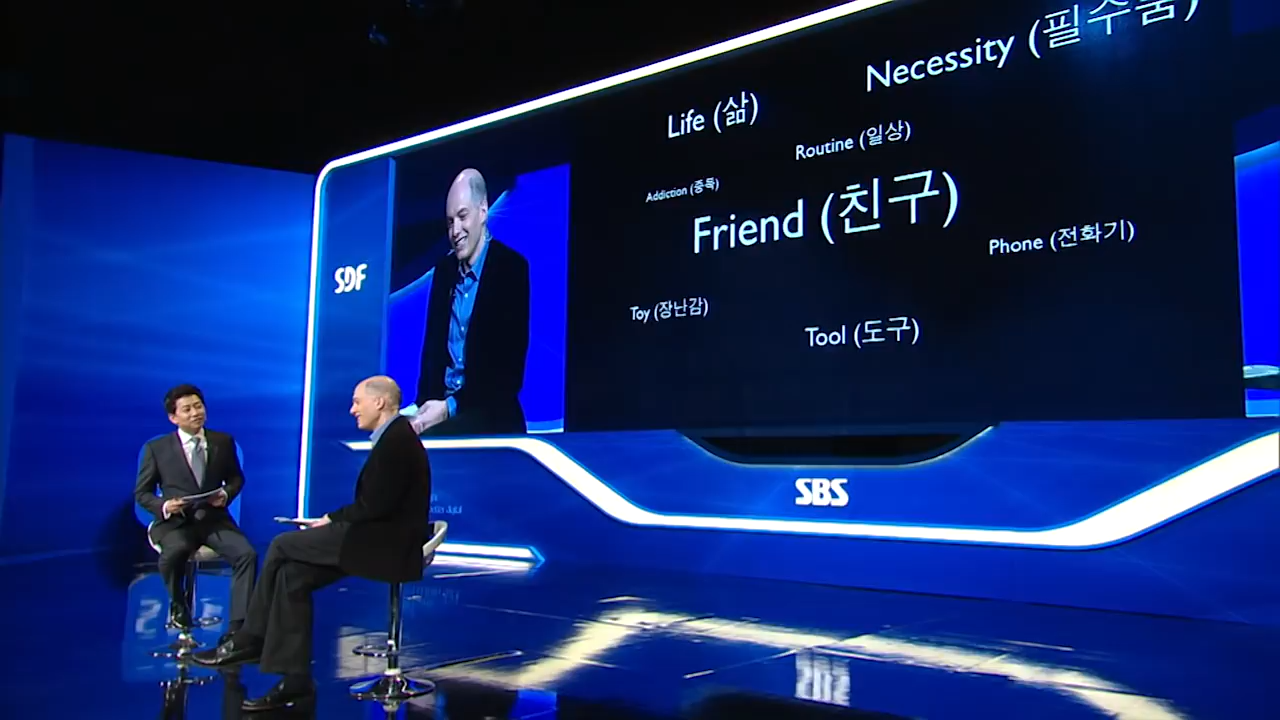 Necessity (필수품)
Life (삶)
Routine (일상)
Addiction (중독)
Friend (친구)
Phone (전화기)
SDF
Toy (장난감)
Tool (도구)
SBS